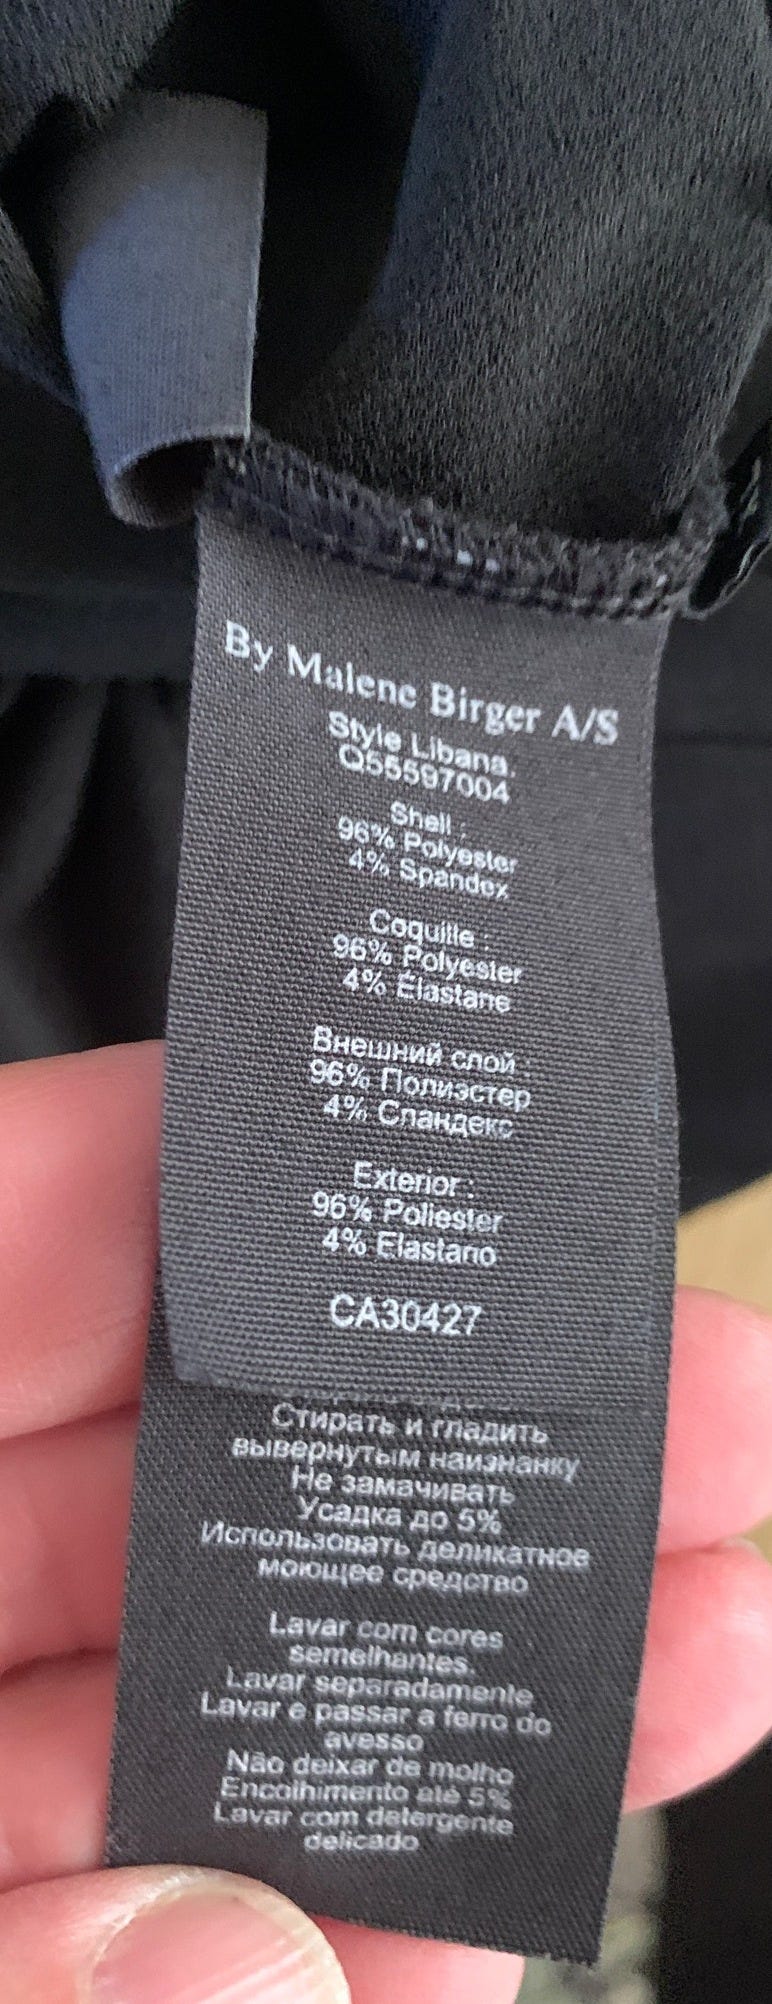 By Malene Birger A/S
Style Libana.
Q55597004
Shell :
96% Polyester
4% Spandex
Coquille :
96% Polyester
4% Élastane
Внешний слой :
96% Полиэстер
4% Спандекс
Exterior :
96% Poliester
4% Elastano
CA30427
Стирать и гладить
вывернутым наизнанку
Не замачивать
Усадка до 5%
Использовать деликатное
моющее средство
Lavar com cores
semelhantes.
Lavar separadamente
Lavar e passar a ferro do
avesso
Não deixar de molho
Encolhimento até 5%
Lavar com detergente
delicado